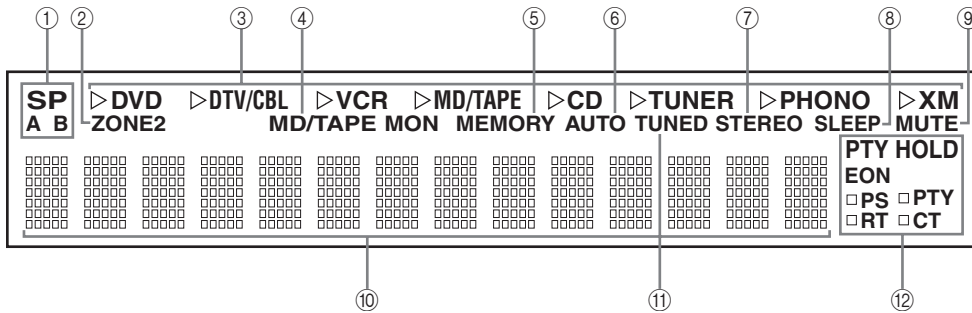 ① ② ③ ④ ⑤ ⑥ ⑦ ⑧ ⑨
SP ▷DVD ▷DTV/CBL ▷VCR ▷MD/TAPE ▷CD ▷TUNER ▷PHONO ▷XM
A B ZONE2 MD/TAPE MON MEMORY AUTO TUNED STEREO SLEEP MUTE
PTY HOLD
EON
□PS □PTY
□RT □CT
⑩ ⑪ ⑫